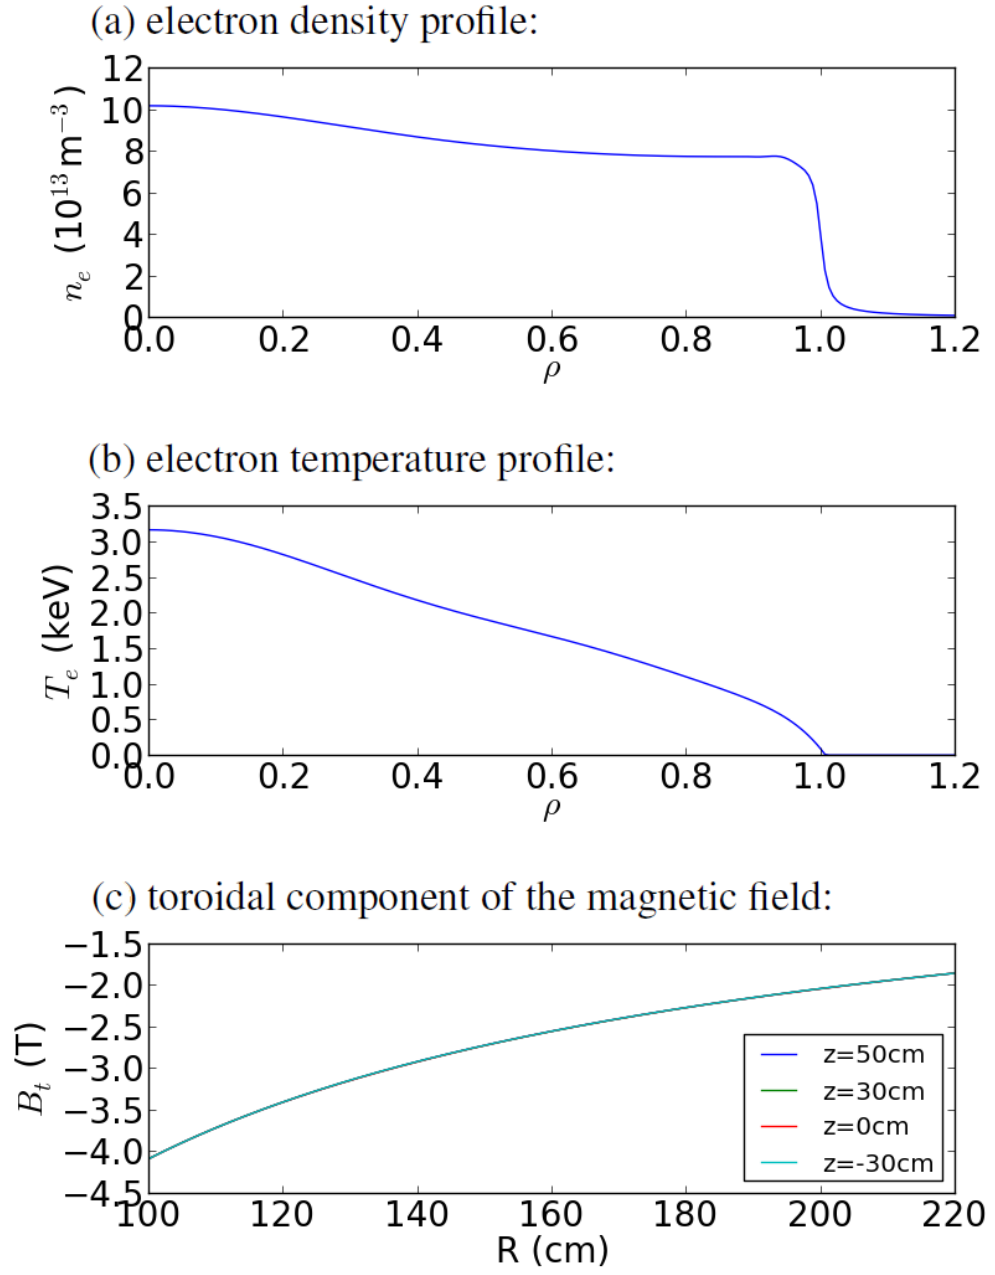 (a) electron density profile:
12
10
8
6
4
2
0
n_e (10^13 m^−3)
0.0 0.2 0.4 0.6 0.8 1.0 1.2
ρ
(b) electron temperature profile:
3.5
3.0
2.5
2.0
1.5
1.0
0.5
0.0
T_e (keV)
0.0 0.2 0.4 0.6 0.8 1.0 1.2
ρ
(c) toroidal component of the magnetic field:
−1.5
−2.0
−2.5
−3.0
−3.5
−4.0
−4.5
B_t (T)
z=50cm
z=30cm
z=0cm
z=-30cm
100 120 140 160 180 200 220
R (cm)